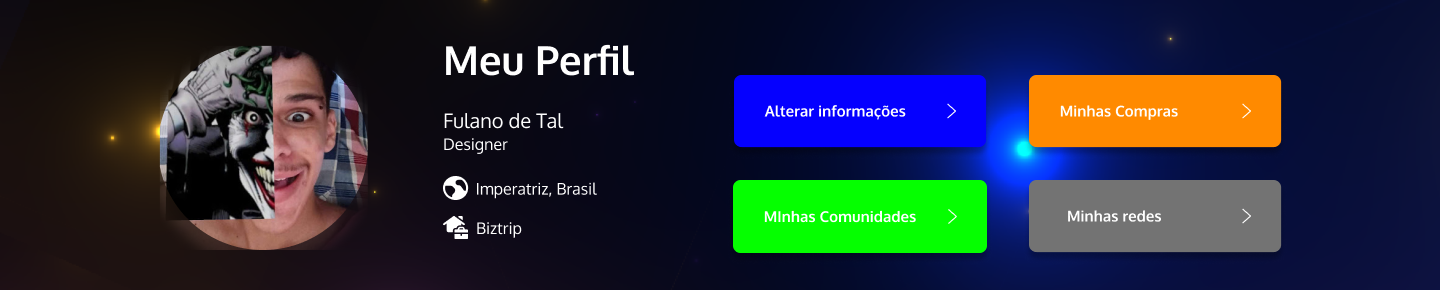 Meu Perfil
Fulano de Tal
Designer
Imperatriz, Brasil
Biztrip
Alterar informações
Minhas Compras
MInhas Comunidades
Minhas redes